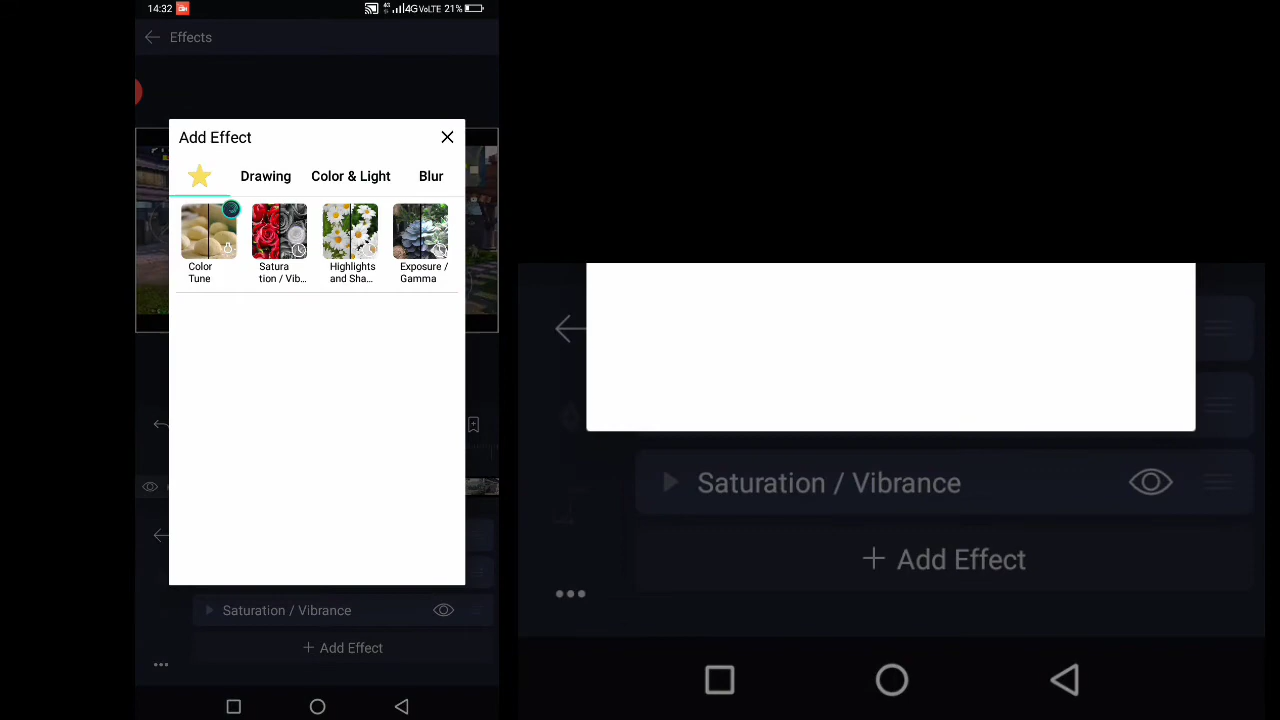 14:32
4G 4G VoLTE 21%
Effects
Add Effect
Drawing
Color & Light
Blur
Color
Tune
Satura
tion / Vib...
Highlights
and Sha...
Exposure /
Gamma
Saturation / Vibrance
+ Add Effect
Saturation / Vibrance
+ Add Effect